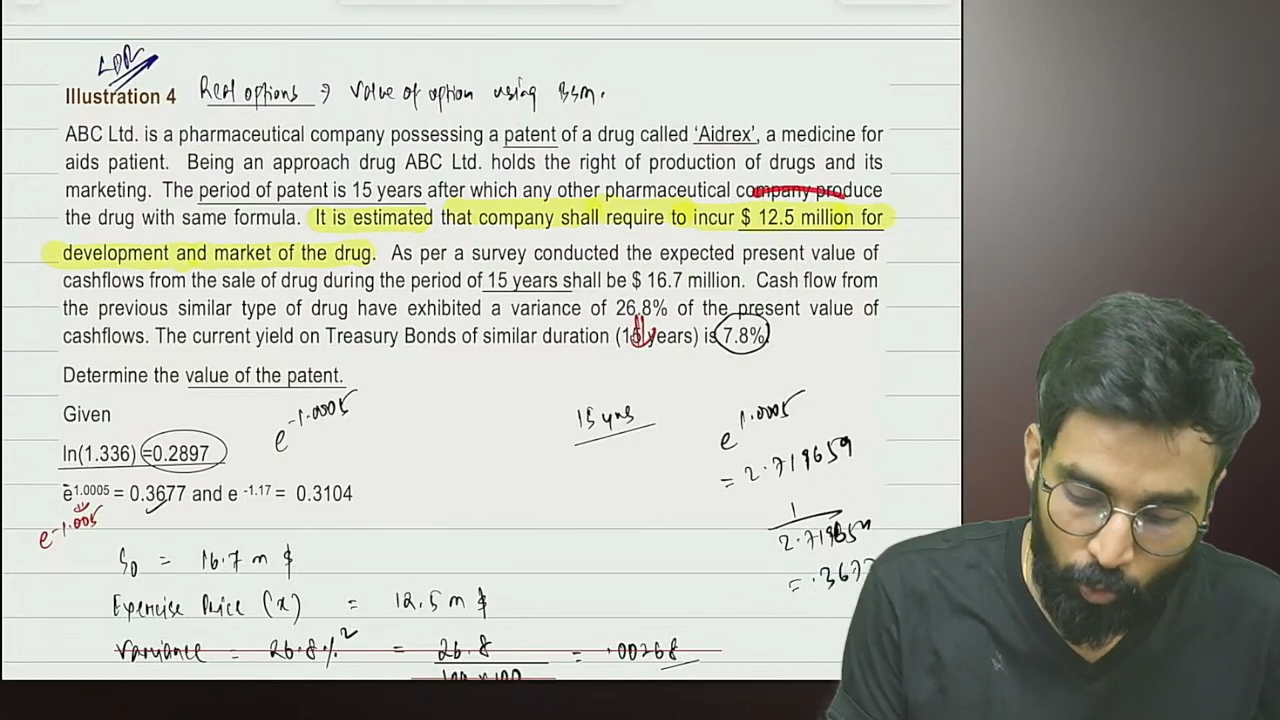 LDR
Illustration 4 Real options → Value of option using BSM.
ABC Ltd. is a pharmaceutical company possessing a patent of a drug called ‘Aidrex’, a medicine for
aids patient. Being an approach drug ABC Ltd. holds the right of production of drugs and its
marketing. The period of patent is 15 years after which any other pharmaceutical company produce
the drug with same formula. It is estimated that company shall require to incur $ 12.5 million for
development and market of the drug. As per a survey conducted the expected present value of
cashflows from the sale of drug during the period of 15 years shall be $ 16.7 million. Cash flow from
the previous similar type of drug have exhibited a variance of 26.8% of the present value of
cashflows. The current yield on Treasury Bonds of similar duration (15 years) is 7.8%.
Determine the value of the patent.
Given e^-1.0005 15 yrs e^1.0005
ln(1.336) =0.2897 = 2.719659
e^-1.0005 = 0.3677 and e^-1.17 = 0.3104 1
e^-1.005 2.719659
S0 = 16.7 m $ = .3677
Exercise Price (x) = 12.5 m $
Variance = 26.8%^2 = 26.8 = .00268
100 x 100